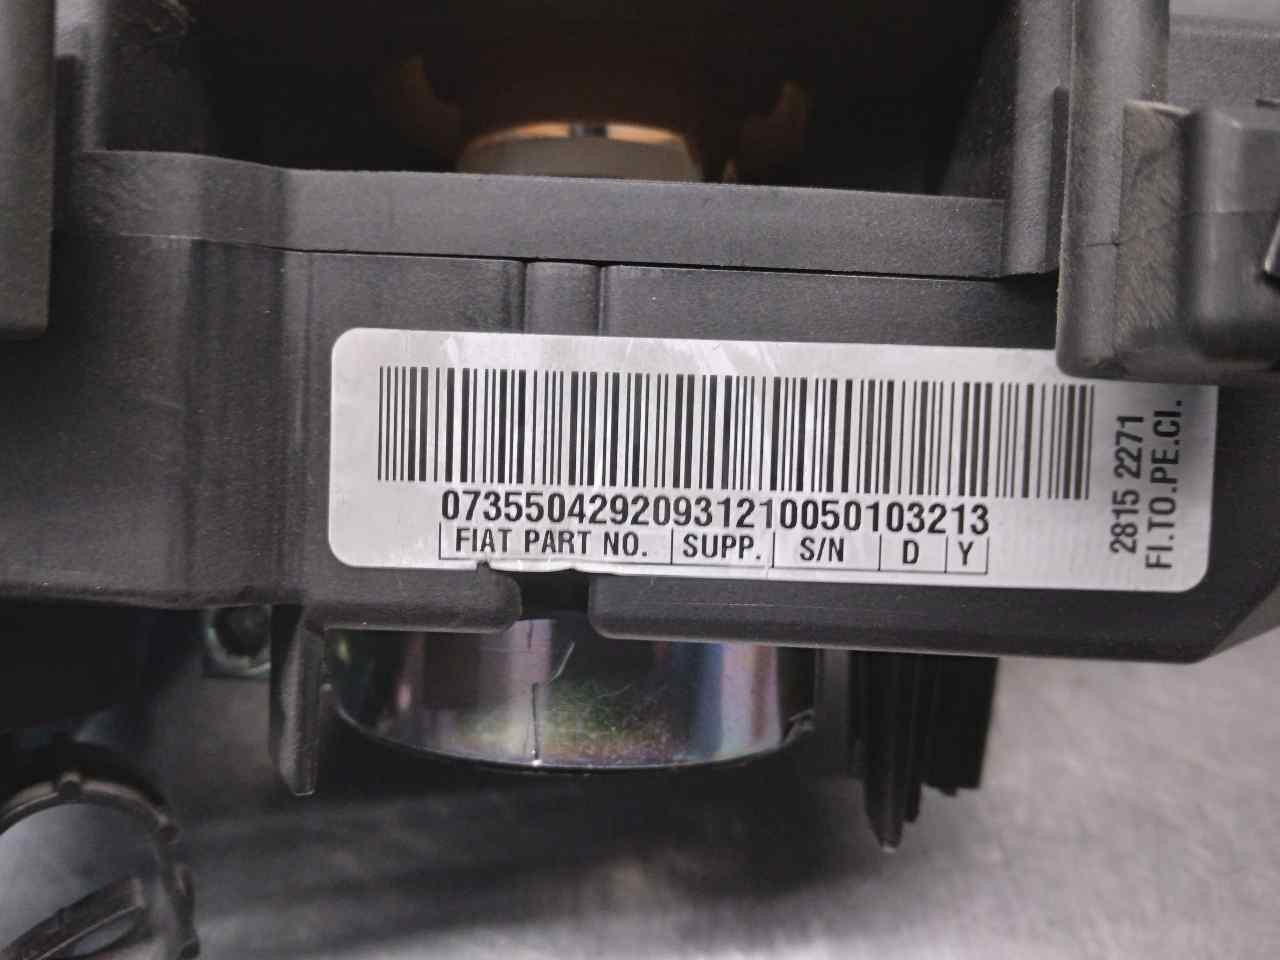 07355042920931210050103213
FIAT PART NO. SUPP. S/N D Y
2815 2271
FI.TO.PE.CI.